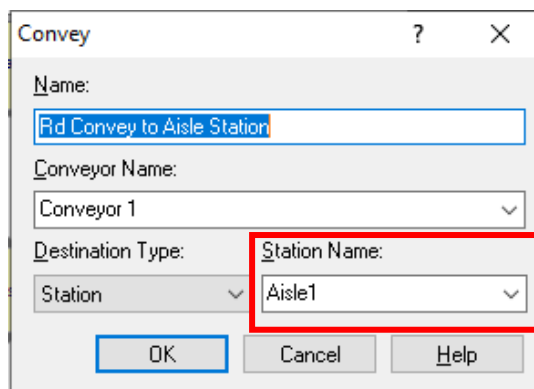 Convey ?
Name:
Rd Convey to Aisle Station
Conveyor Name:
Conveyor 1
Destination Type: Station Name:
Station Aisle1
OK Cancel Help